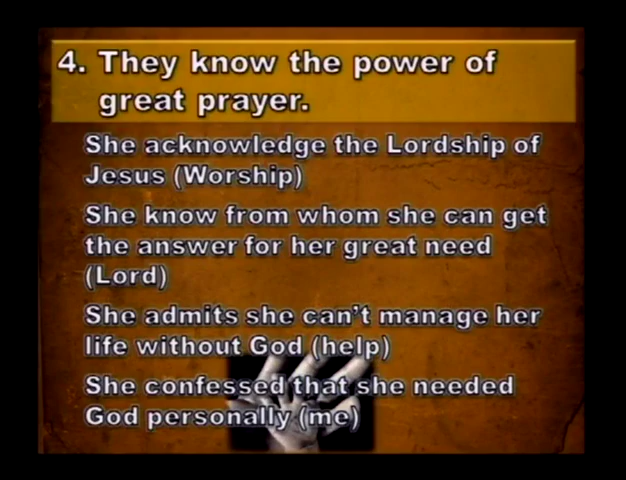 4. They know the power of
great prayer.
She acknowledge the Lordship of
Jesus (Worship)
She know from whom she can get
the answer for her great need
(Lord)
She admits she can't manage her
life without God (help)
She confessed that she needed
God personally (me)